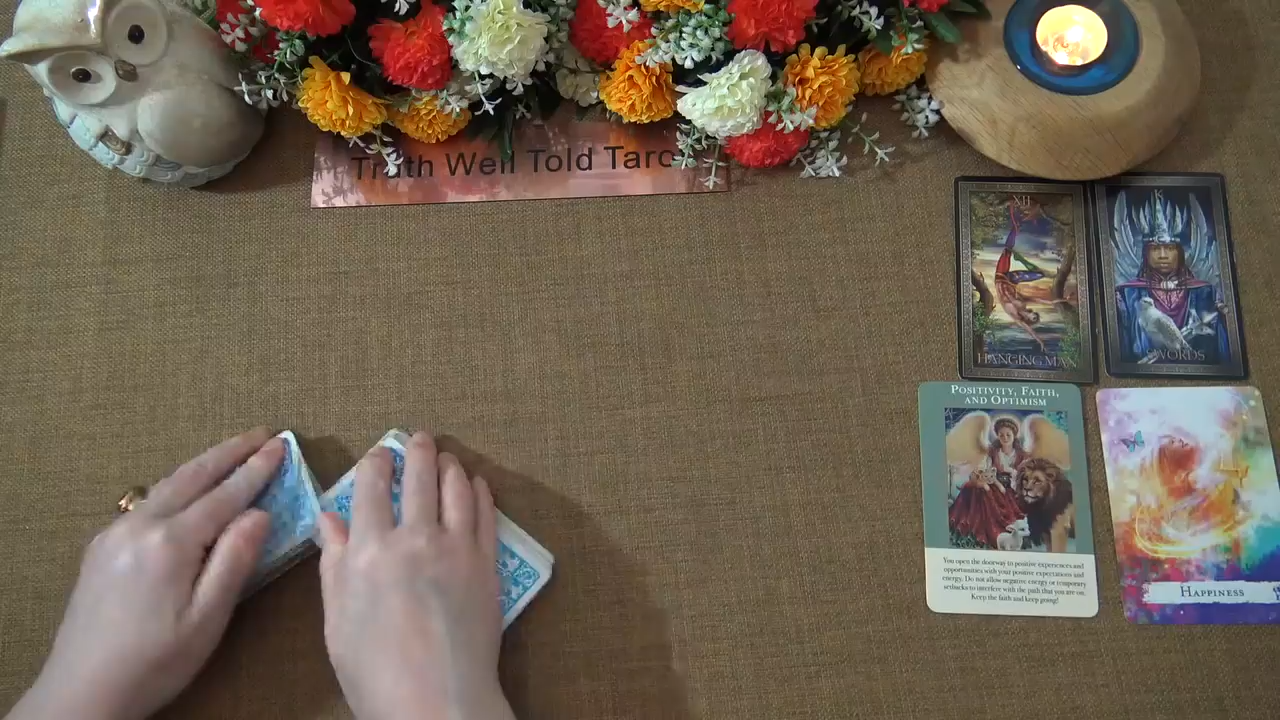 Truth Well Told Taro
XII
HANGING MAN
K
SWORDS
POSITIVITY, FAITH,
AND OPTIMISM
You open the doorway to positive experiences and
opportunities with your positive expectations and
energy. Do not allow negative energy or temporary
setbacks to interfere with the path that you are on.
Keep the faith and keep going!
HAPPINESS